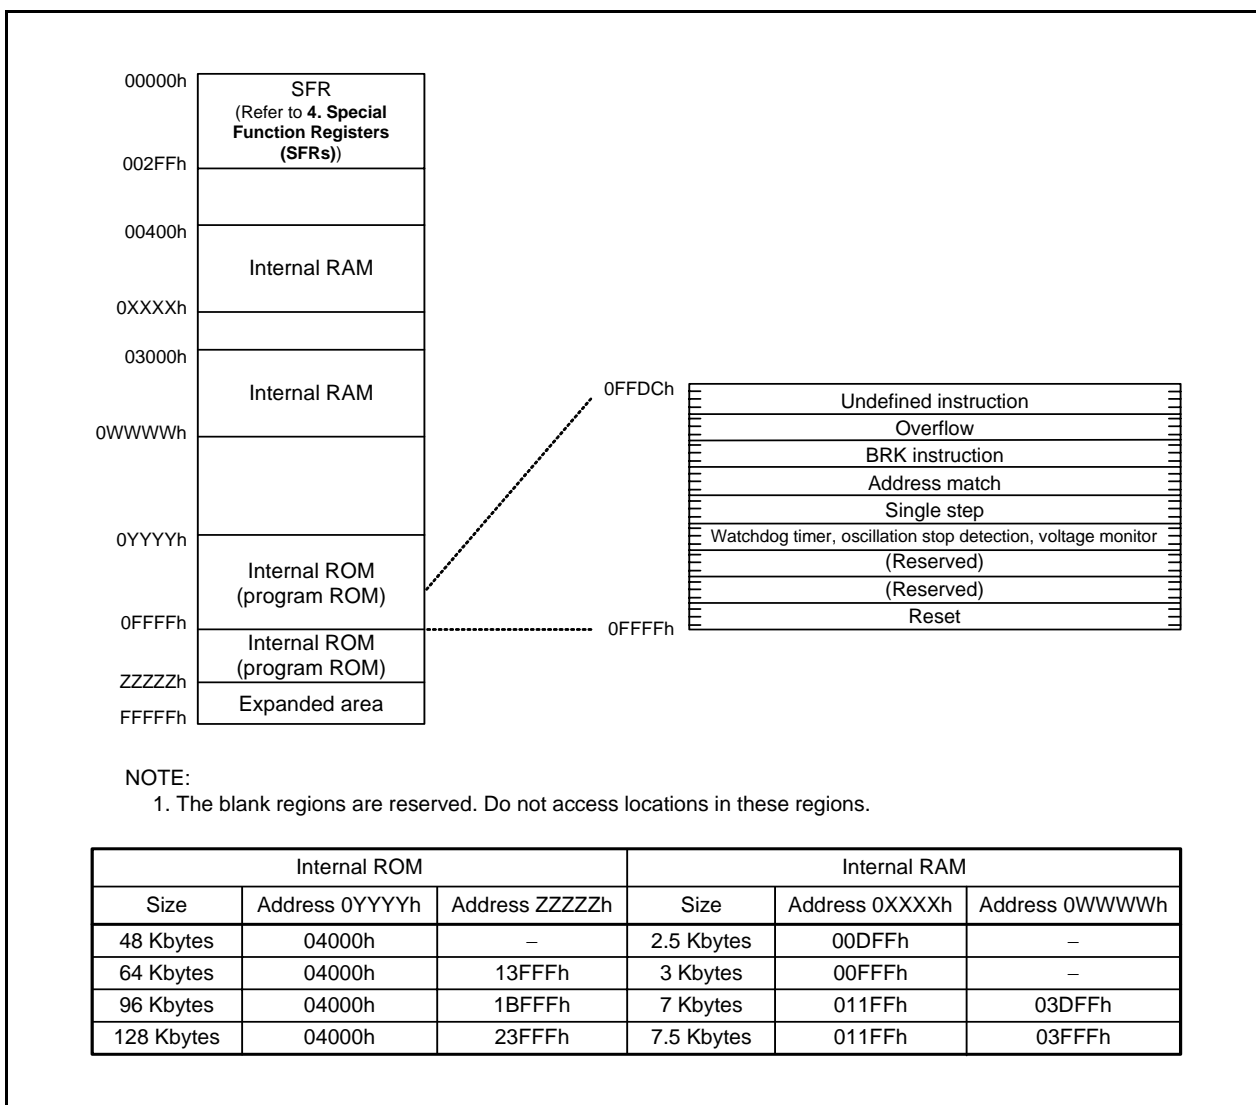 00000h
SFR
(Refer to 4. Special
Function Registers
(SFRs))
002FFh
00400h
Internal RAM
0XXXXh
03000h
Internal RAM
0WWWWh
0YYYYh
Internal ROM
(program ROM)
0FFFFh
Internal ROM
(program ROM)
ZZZZZh
Expanded area
FFFFFh
0FFDCh
Undefined instruction
Overflow
BRK instruction
Address match
Single step
Watchdog timer, oscillation stop detection, voltage monitor
(Reserved)
(Reserved)
Reset
0FFFFh
NOTE:
1. The blank regions are reserved. Do not access locations in these regions.
Internal ROM Internal RAM
Size Address 0YYYYh Address ZZZZZh Size Address 0XXXXh Address 0WWWWh
48 Kbytes 04000h – 2.5 Kbytes 00DFFh –
64 Kbytes 04000h 13FFFh 3 Kbytes 00FFFh –
96 Kbytes 04000h 1BFFFh 7 Kbytes 011FFh 03DFFh
128 Kbytes 04000h 23FFFh 7.5 Kbytes 011FFh 03FFFh